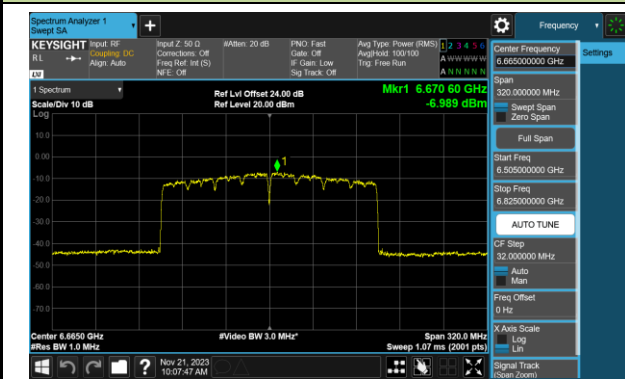 Spectrum Analyzer 1
Swept SA
+
Frequency
KEYSIGHT
RL
LXI
Input: RF
Coupling: DC
Align: Auto
Input Z: 50 Ω
Corrections: Off
Freq Ref: Int (S)
NFE: Off
#Atten: 20 dB
PNO: Fast
Gate: Off
IF Gain: Low
Sig Track: Off
Avg Type: Power (RMS)
Avg|Hold: 100/100
Trig: Free Run
1 2 3 4 5 6
A W W W W W
A N N N N N
1 Spectrum
Scale/Div 10 dB
Log
Ref Lvl Offset 24.00 dB
Ref Level 20.00 dBm
Mkr1 6.670 60 GHz
-6.989 dBm
10.0
0.00
-10.0
-20.0
-30.0
-40.0
-50.0
-60.0
-70.0
1
Center 6.6650 GHz
#Res BW 1.0 MHz
#Video BW 3.0 MHz*
Span 320.0 MHz
Sweep 1.07 ms (2001 pts)
?
Nov 21, 2023
10:07:47 AM
Center Frequency
6.665000000 GHz
Settings
Span
320.000000 MHz
Swept Span
Zero Span
Full Span
Start Freq
6.505000000 GHz
Stop Freq
6.825000000 GHz
AUTO TUNE
CF Step
32.000000 MHz
Auto
Man
Freq Offset
0 Hz
X Axis Scale
Log
Lin
Signal Track
(Span Zoom)